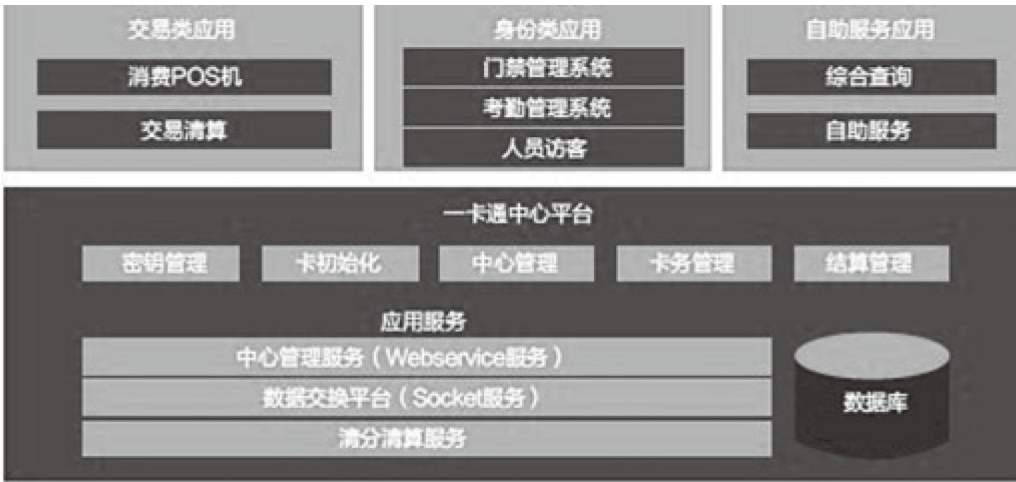 交易类应用
消费POS机
交易清算
身份类应用
门禁管理系统
考勤管理系统
人员访客
自助服务应用
综合查询
自助服务
一卡通中心平台
密钥管理
卡初始化
中心管理
卡务管理
结算管理
应用服务
中心管理服务（Webservice服务）
数据交换平台（Socket服务）
清分清算服务
数据库